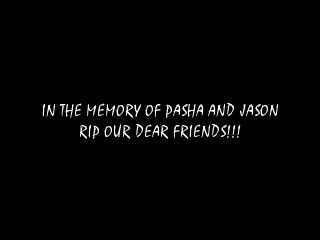 IN THE MEMORY OF PASHA AND JASON
RIP OUR DEAR FRIENDS!!!